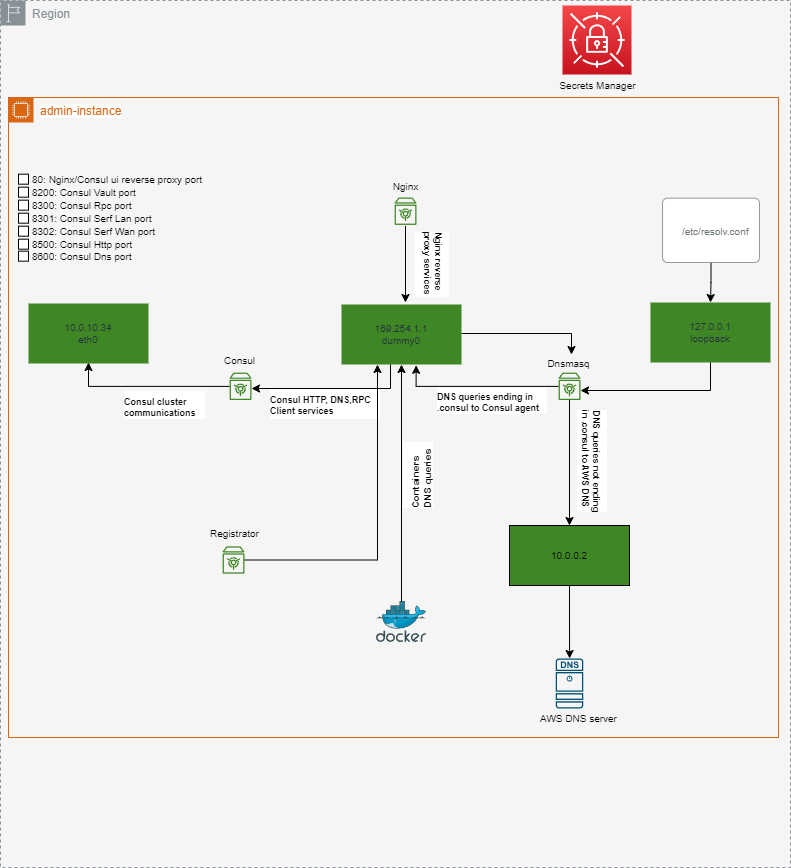 Region
Secrets Manager
admin-instance
80: Nginx/Consul ui reverse proxy port
8200: Consul Vault port
8300: Consul Rpc port
8301: Consul Serf Lan port
8302: Consul Serf Wan port
8500: Consul Http port
8600: Consul Dns port
Nginx
Nginx reverse
proxy services
/etc/resolv.conf
10.0.10.34
eth0
169.254.1.1
dummy0
127.0.0.1
loopback
Consul
Dnsmasq
Consul cluster
communications
Consul HTTP, DNS,RPC
Client services
DNS queries ending in
.consul to Consul agent
DNS queries not ending
in .consul to AWS DNS
Containers
DNS queries
Registrator
10.0.0.2
docker
DNS
AWS DNS server